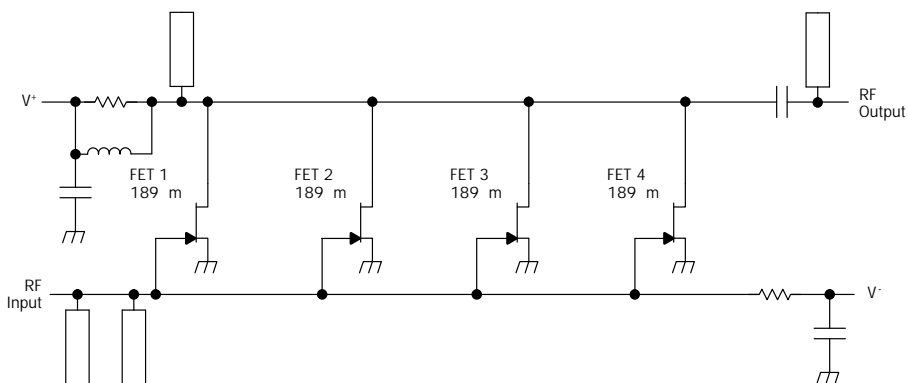 V+
RF
Output
FET 1
189 m
FET 2
189 m
FET 3
189 m
FET 4
189 m
RF
Input
V-